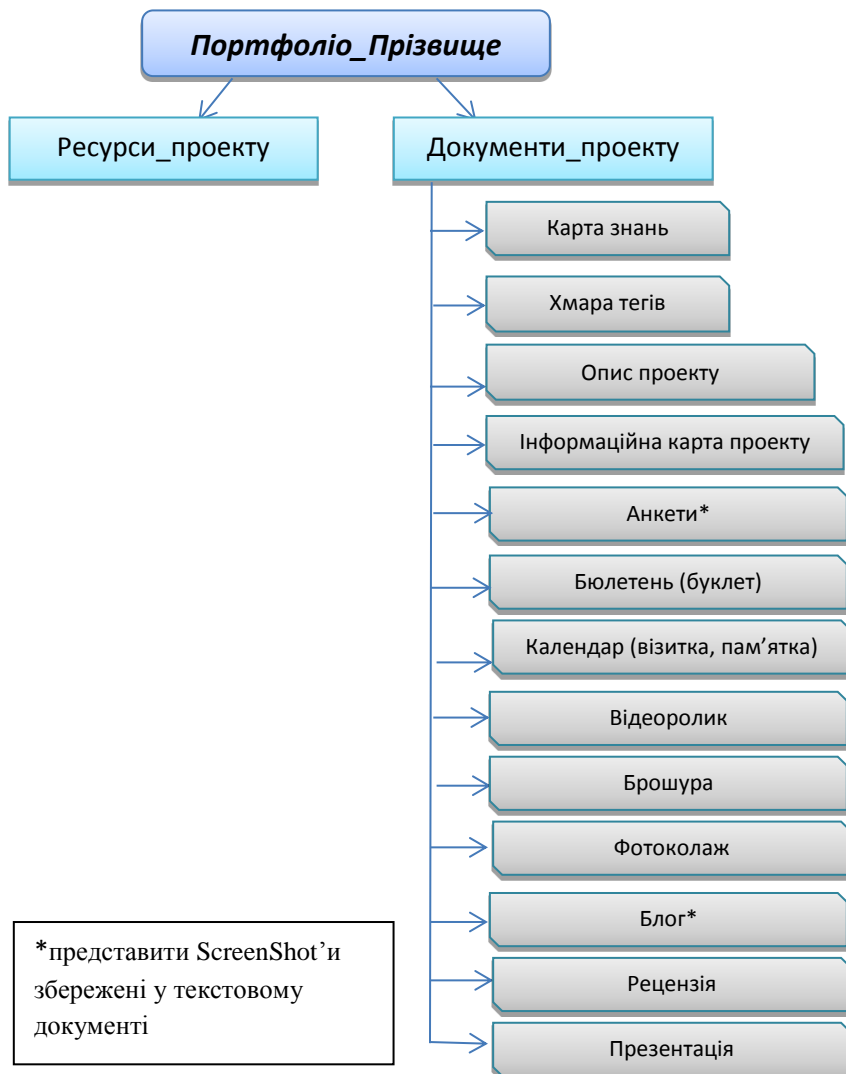 Портфоліо_Прізвище
Ресурси_проекту
Документи_проекту
Карта знань
Хмара тегів
Опис проекту
Інформаційна карта проекту
Анкети*
Бюлетень (буклет)
Календар (візитка, пам’ятка)
Відеоролик
Брошура
Фотоколаж
Блог*
Рецензія
Презентація
*представити ScreenShot’и
збережені у текстовому
документі